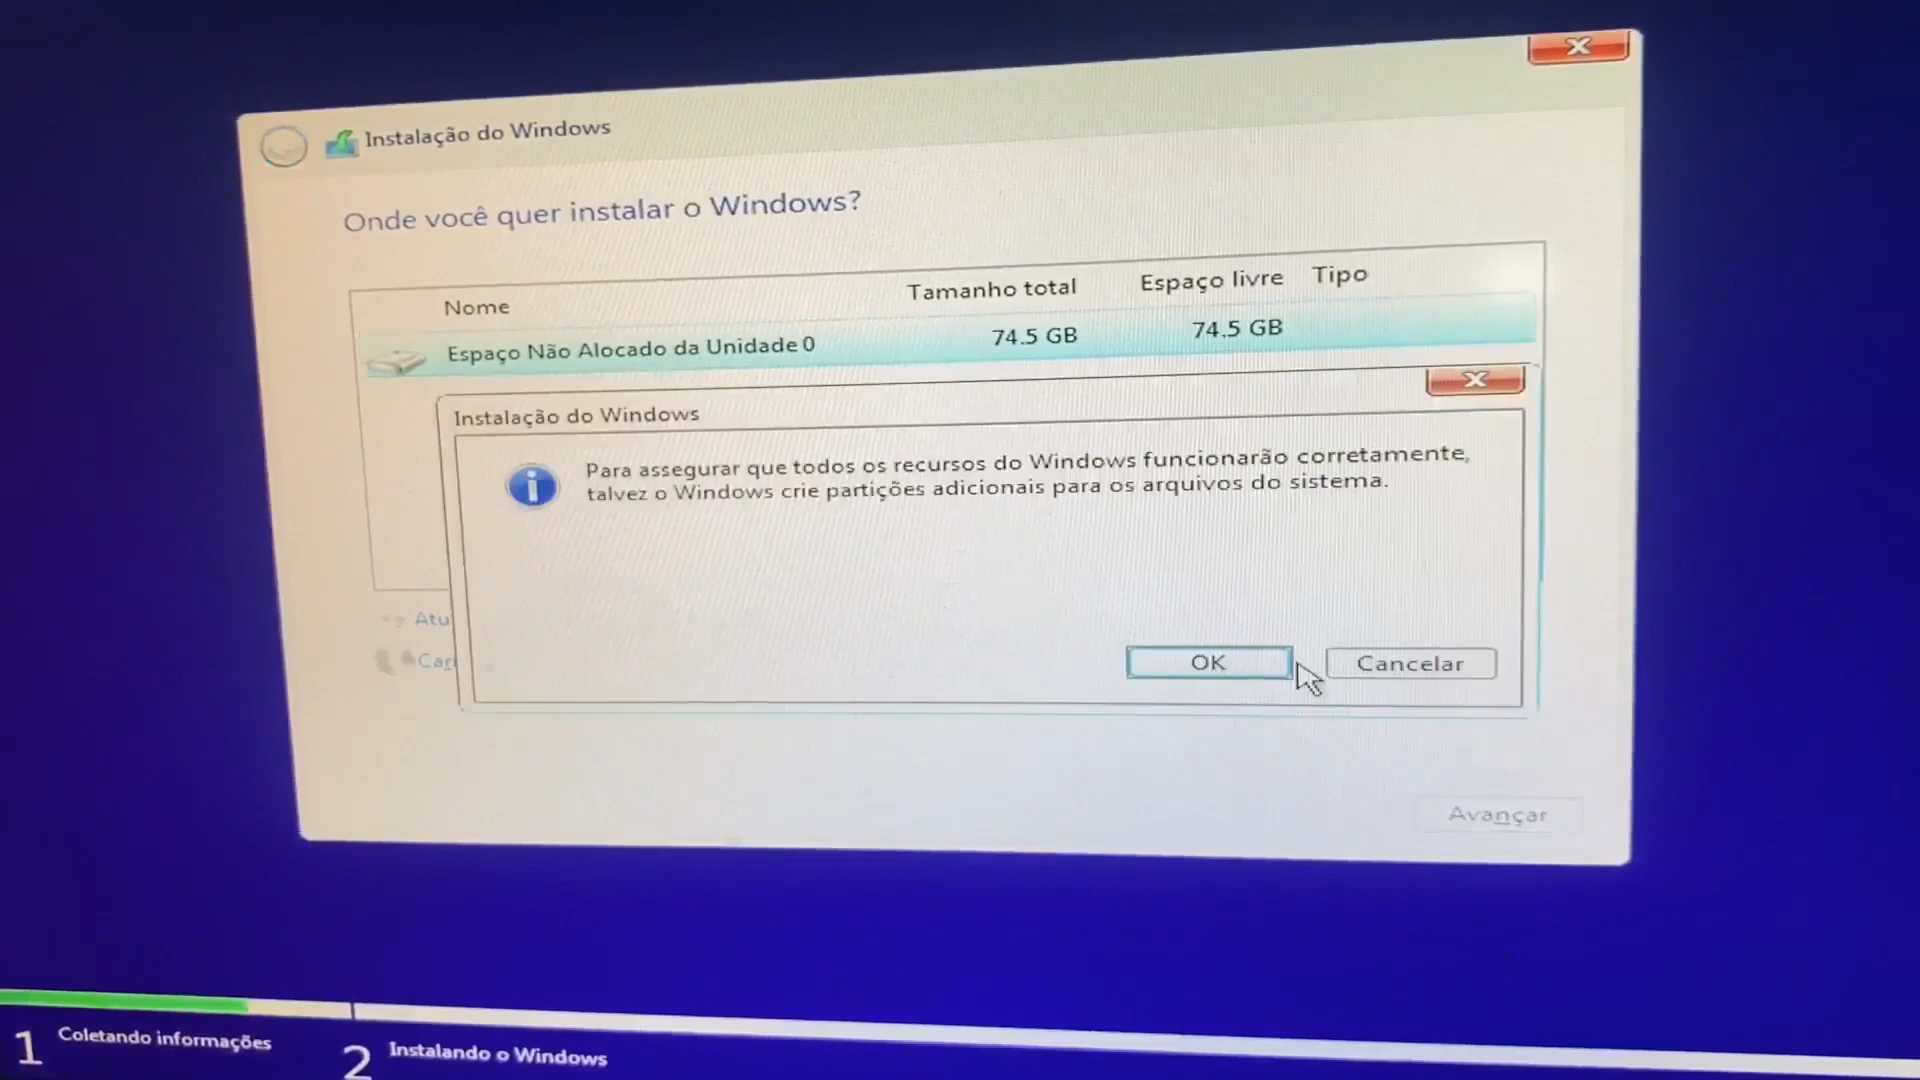 Instalação do Windows
Onde você quer instalar o Windows?
Nome Tamanho total Espaço livre Tipo
Espaço Não Alocado da Unidade 0 74.5 GB 74.5 GB
Instalação do Windows
Para assegurar que todos os recursos do Windows funcionarão corretamente,
talvez o Windows crie partições adicionais para os arquivos do sistema.
Atu
Car
OK Cancelar
Avançar
1 Coletando informações
2 Instalando o Windows